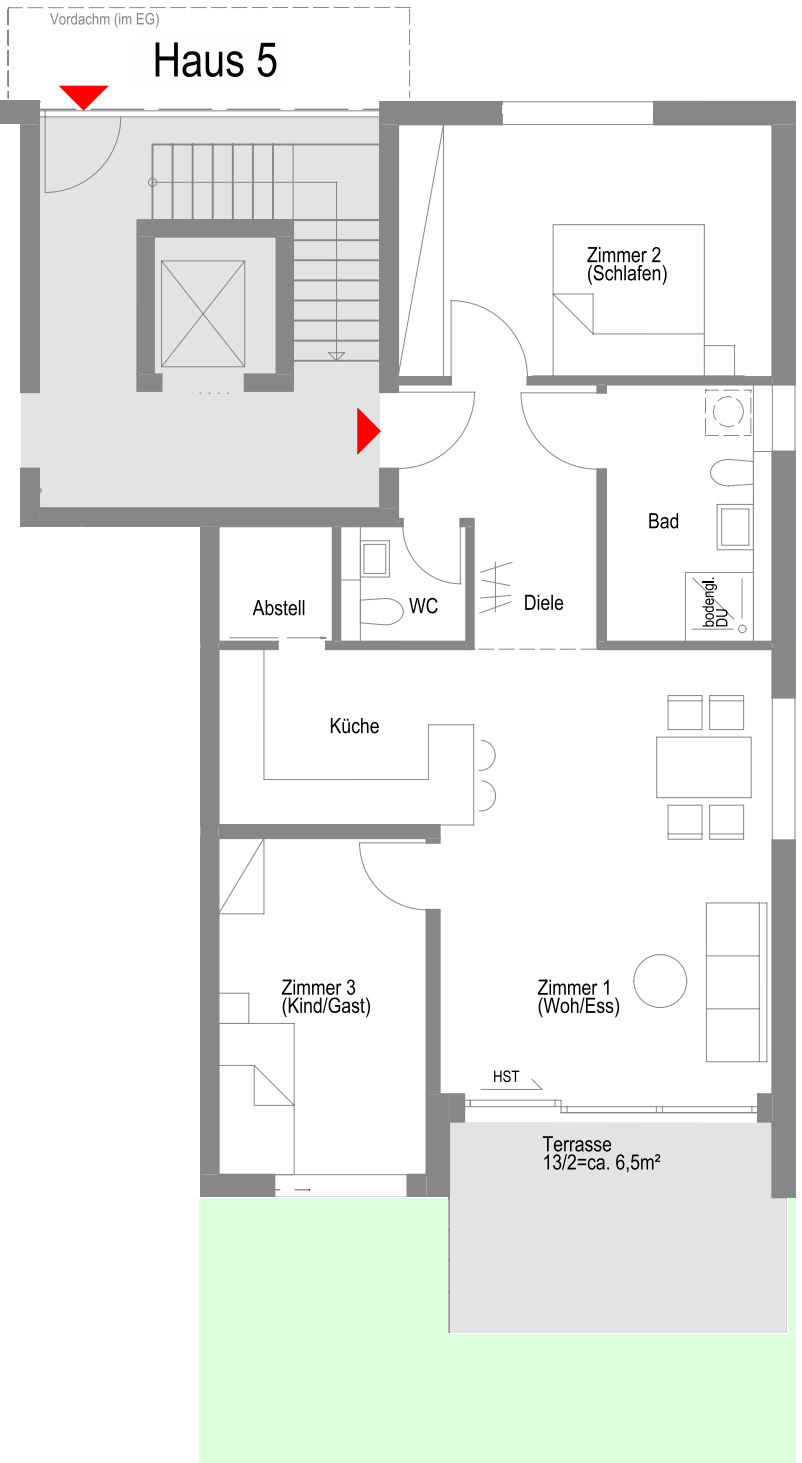 Vordachm (im EG)
Haus 5
Zimmer 2
(Schlafen)
Bad
bodengl.
DU
Abstell
WC
Diele
Küche
Zimmer 3
(Kind/Gast)
Zimmer 1
(Woh/Ess)
HST
Terrasse
13/2=ca. 6,5m²